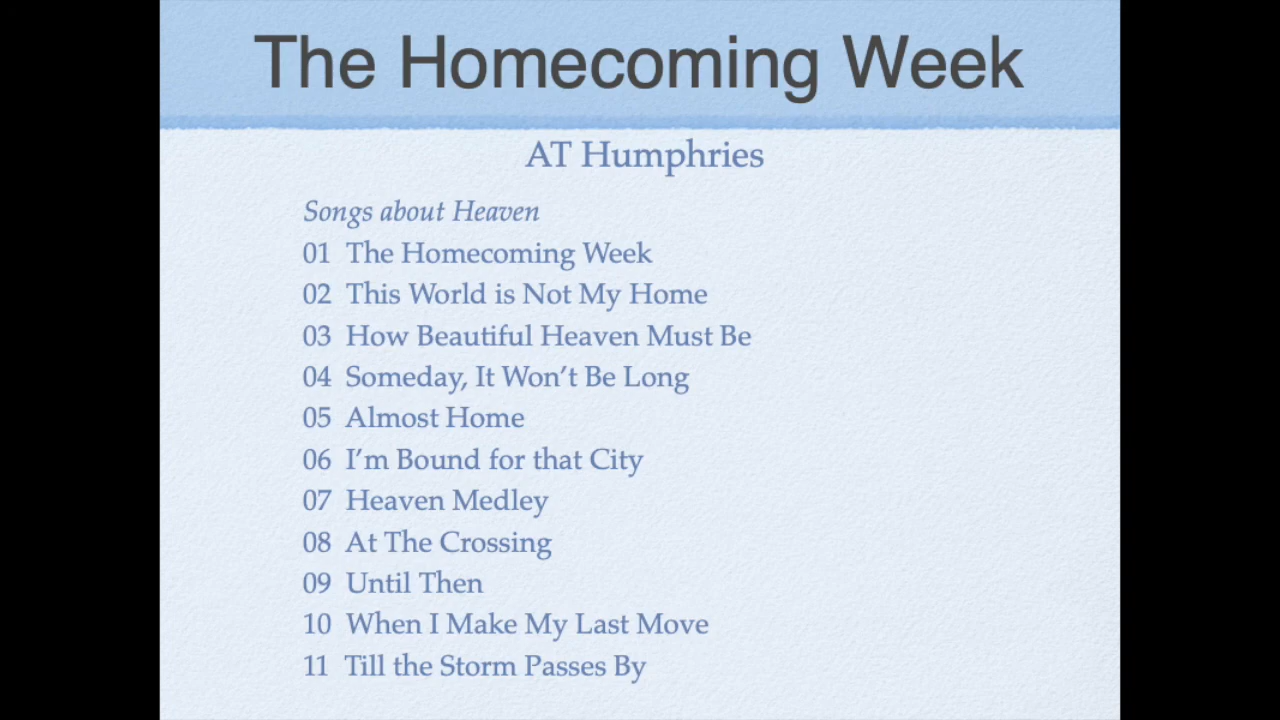 The Homecoming Week
AT Humphries
Songs about Heaven
01 The Homecoming Week
02 This World is Not My Home
03 How Beautiful Heaven Must Be
04 Someday, It Won’t Be Long
05 Almost Home
06 I’m Bound for that City
07 Heaven Medley
08 At The Crossing
09 Until Then
10 When I Make My Last Move
11 Till the Storm Passes By